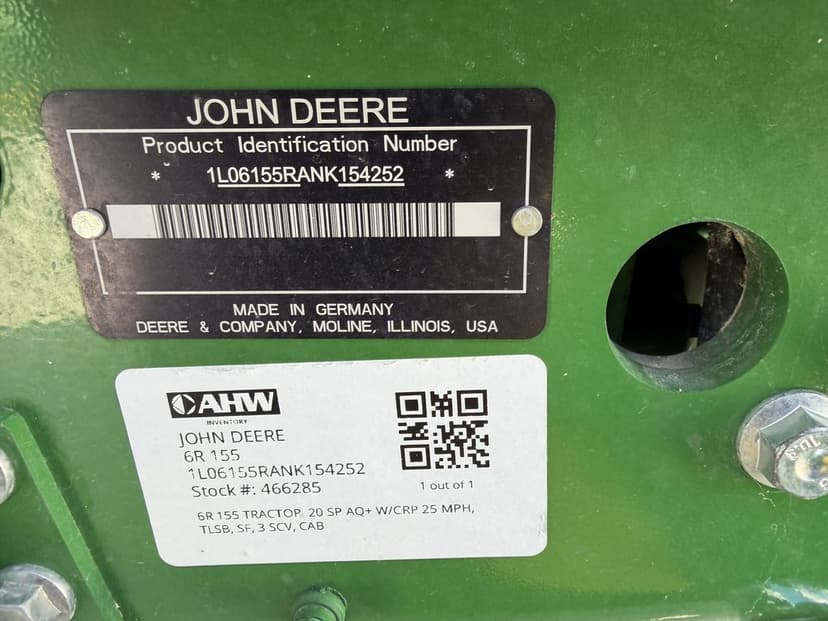 JOHN DEERE
Product Identification Number
* 1L06155RANK154252 *
MADE IN GERMANY
DEERE & COMPANY, MOLINE, ILLINOIS, USA
AHW
INVENTORY
JOHN DEERE
6R 155
1L06155RANK154252
Stock #: 466285
1 out of 1
6R 155 TRACTOP, 20 SP AQ+ W/CRP 25 MPH,
TLSB, SF, 3 SCV, CAB